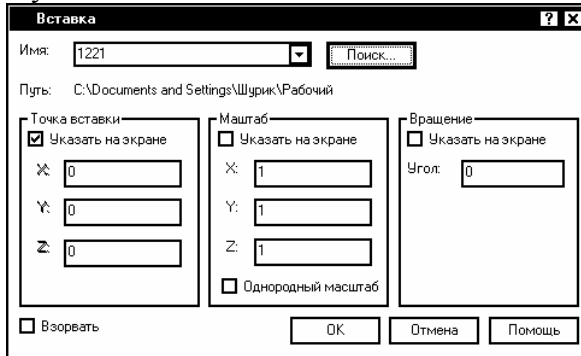 Вставка
Имя: 1221 Поиск...
Путь: C:\Documents and Settings\Шурик\Рабочий
Точка вставки Маштаб Вращение
Указать на экране Указать на экране Указать на экране
X: 0 X: 1 Угол: 0
Y: 0 Y: 1
Z: 0 Z: 1
Однородный масштаб
Взорвать OK Отмена Помощь